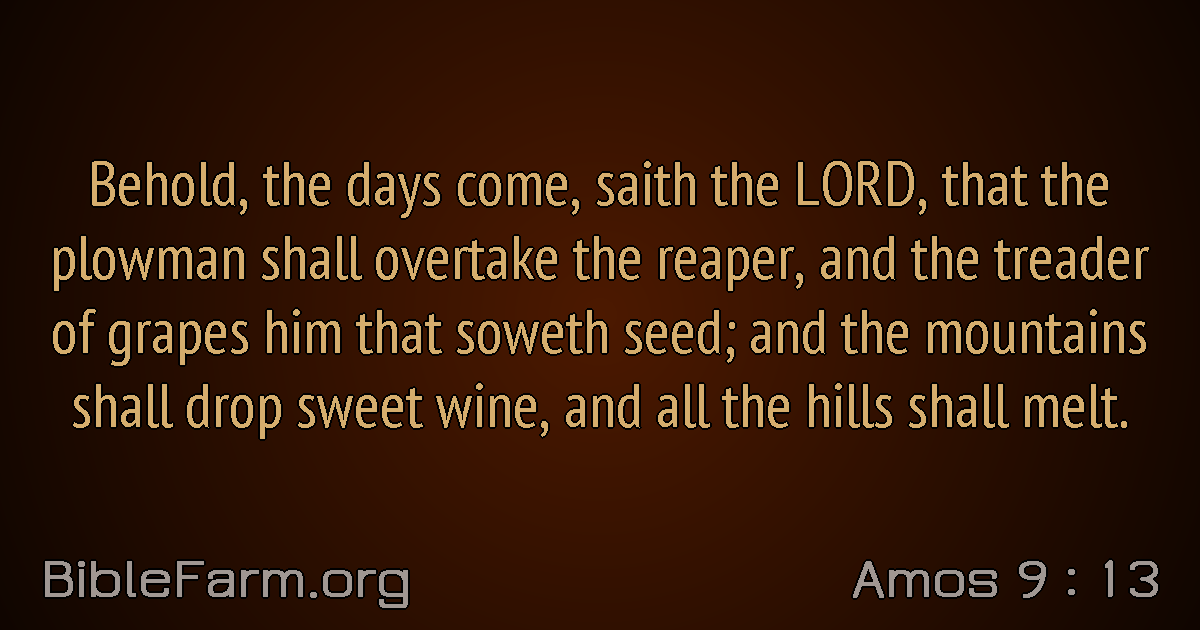 Behold, the days come, saith the LORD, that the
plowman shall overtake the reaper, and the treader
of grapes him that soweth seed; and the mountains
shall drop sweet wine, and all the hills shall melt.
BibleFarm.org
Amos 9 : 13